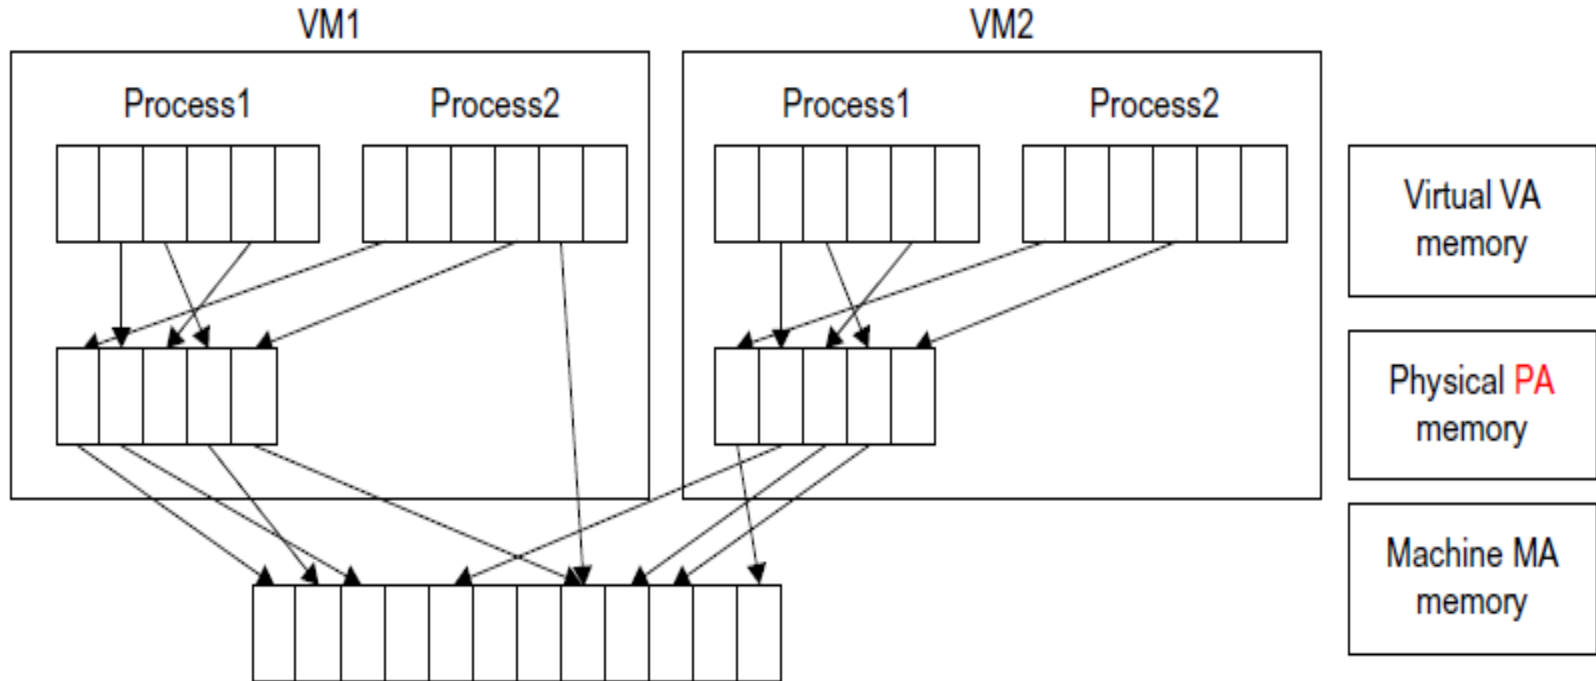 VM1
VM2
Process1
Process2
Process1
Process2
Virtual VA
memory
Physical PA
memory
Machine MA
memory